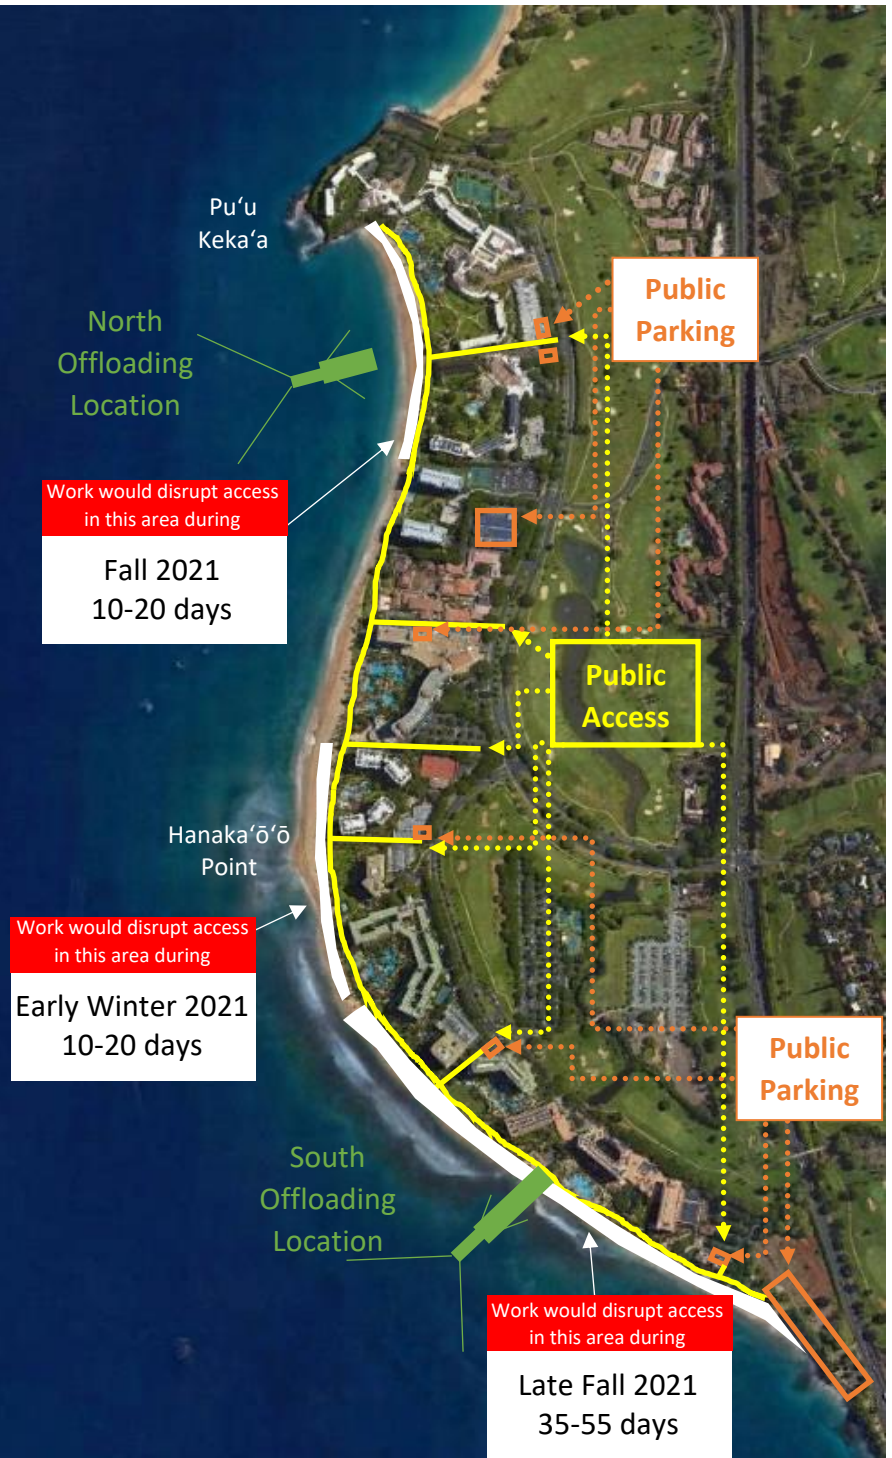 Pu‘u
Keka‘a
Public
Parking
North
Offloading
Location
Work would disrupt access
in this area during
Fall 2021
10-20 days
Public
Access
Hanaka‘ō‘ō
Point
Work would disrupt access
in this area during
Early Winter 2021
10-20 days
Public
Parking
South
Offloading
Location
Work would disrupt access
in this area during
Late Fall 2021
35-55 days